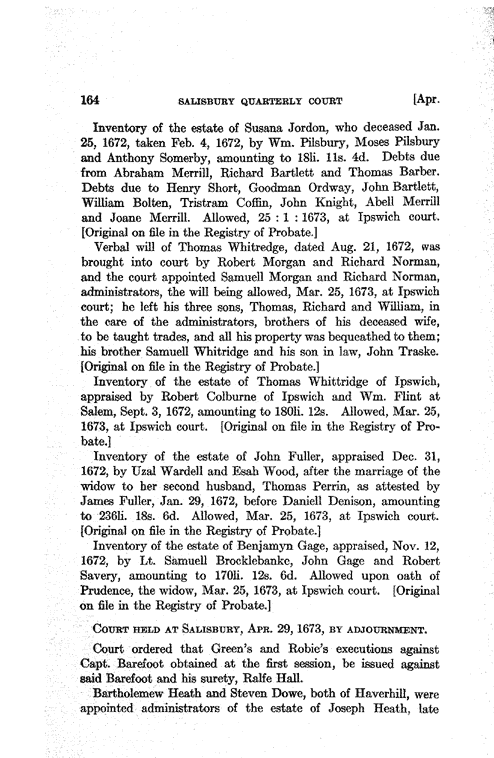 164 SALISBURY QUARTERLY COURT [Apr.
Inventory of the estate of Susana Jordon, who deceased Jan.
25, 1672, taken Feb. 4, 1672, by Wm. Pilsbury, Moses Pilsbury
and Anthony Somerby, amounting to 18li. 11s. 4d. Debts due
from Abraham Merrill, Richard Bartlett and Thomas Barber.
Debts due to Henry Short, Goodman Ordway, John Bartlett,
William Bolten, Tristram Coffin, John Knight, Abell Merrill
and Joane Merrill. Allowed, 25 : 1 : 1673, at Ipswich court.
[Original on file in the Registry of Probate.]
Verbal will of Thomas Whitredge, dated Aug. 21, 1672, was
brought into court by Robert Morgan and Richard Norman,
and the court appointed Samuell Morgan and Richard Norman,
administrators, the will being allowed, Mar. 25, 1673, at Ipswich
court; he left his three sons, Thomas, Richard and William, in
the care of the administrators, brothers of his deceased wife,
to be taught trades, and all his property was bequeathed to them;
his brother Samuell Whitridge and his son in law, John Traske.
[Original on file in the Registry of Probate.]
Inventory of the estate of Thomas Whittridge of Ipswich,
appraised by Robert Colburne of Ipswich and Wm. Flint at
Salem, Sept. 3, 1672, amounting to 180li. 12s. Allowed, Mar. 25,
1673, at Ipswich court. [Original on file in the Registry of Pro-
bate.]
Inventory of the estate of John Fuller, appraised Dec. 31,
1672, by Uzal Wardell and Esah Wood, after the marriage of the
widow to her second husband, Thomas Perrin, as attested by
James Fuller, Jan. 29, 1672, before Daniell Denison, amounting
to 236li. 18s. 6d. Allowed, Mar. 25, 1673, at Ipswich court.
[Original on file in the Registry of Probate.]
Inventory of the estate of Benjamyn Gage, appraised, Nov. 12,
1672, by Lt. Samuell Brocklebanke, John Gage and Robert
Savery, amounting to 170li. 12s. 6d. Allowed upon oath of
Prudence, the widow, Mar. 25, 1673, at Ipswich court. [Original
on file in the Registry of Probate.]
COURT HELD AT SALISBURY, APR. 29, 1673, BY ADJOURNMENT.
Court ordered that Green's and Robie's executions against
Capt. Barefoot obtained at the first session, be issued against
said Barefoot and his surety, Ralfe Hall.
Bartholemew Heath and Steven Dowe, both of Haverhill, were
appointed administrators of the estate of Joseph Heath, late